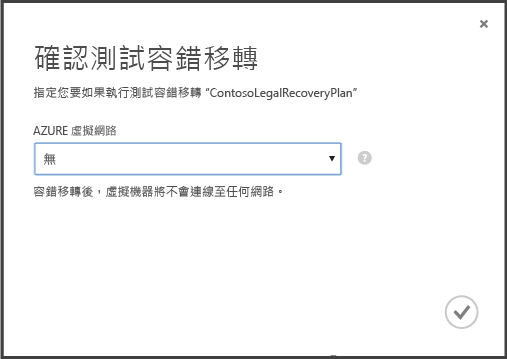 確認測試容錯移轉
指定您要如果執行測試容錯移轉 “ContosoLegalRecoveryPlan”
AZURE 虛擬網路
無
?
容錯移轉後，虛擬機器將不會連線至任何網路。